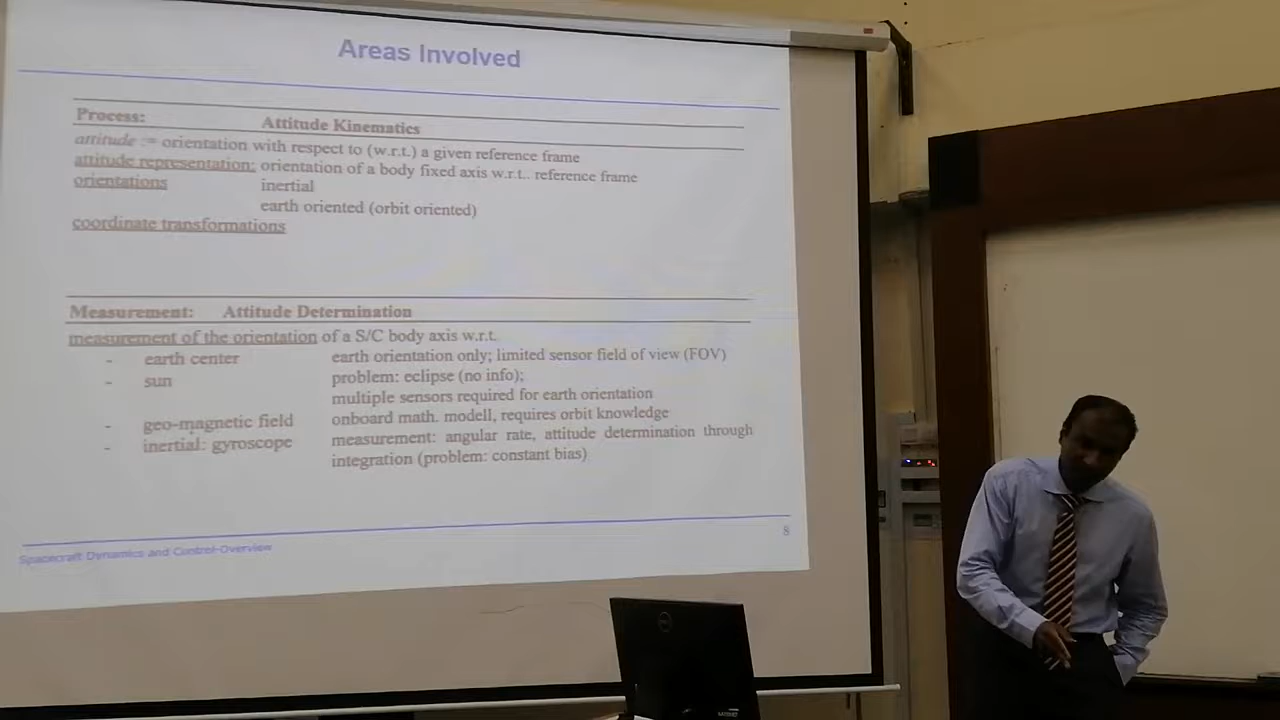 Areas Involved
Process: Attitude Kinematics
attitude := orientation with respect to (w.r.t.) a given reference frame
attitude representation: orientation of a body fixed axis w.r.t.. reference frame
orientations inertial
earth oriented (orbit oriented)
coordinate transformations
Measurement: Attitude Determination
measurement of the orientation of a S/C body axis w.r.t.
- earth center earth orientation only; limited sensor field of view (FOV)
- sun problem: eclipse (no info);
multiple sensors required for earth orientation
- geo-magnetic field onboard math. modell, requires orbit knowledge
- inertial: gyroscope measurement: angular rate, attitude determination through
integration (problem: constant bias)
Spacecraft Dynamics and Control-Overview
8
DELL